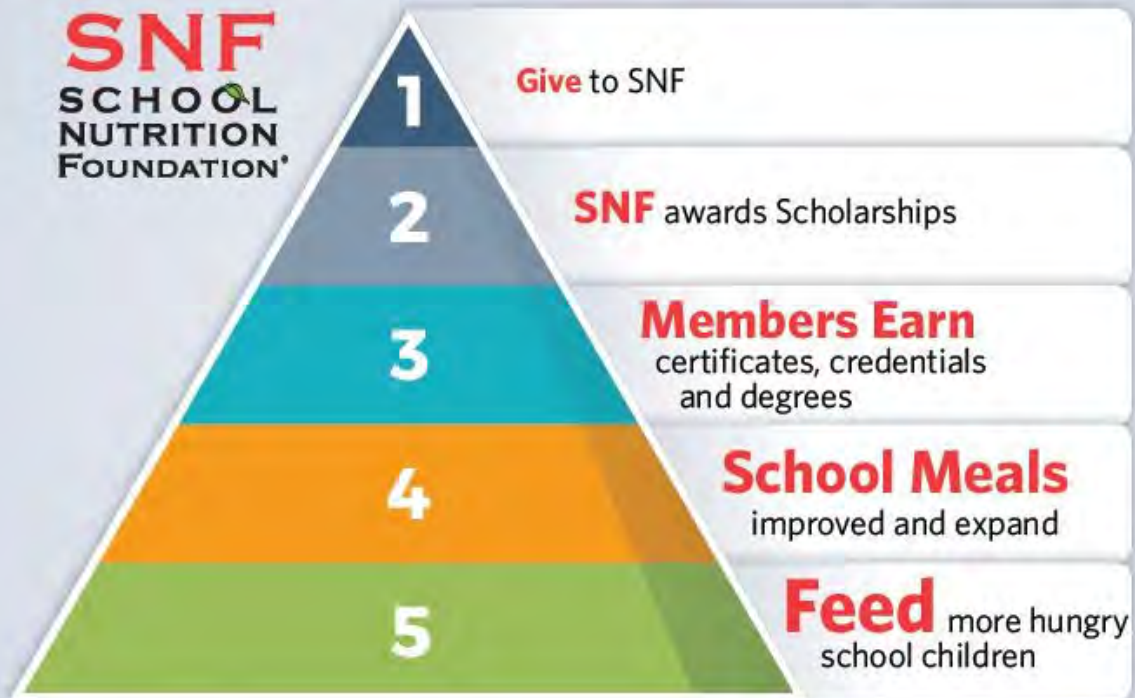 SNF
SCHOOL
NUTRITION
FOUNDATION®
1
Give to SNF
2
SNF awards Scholarships
3
Members Earn
certificates, credentials
and degrees
4
School Meals
improved and expand
5
Feed more hungry
school children